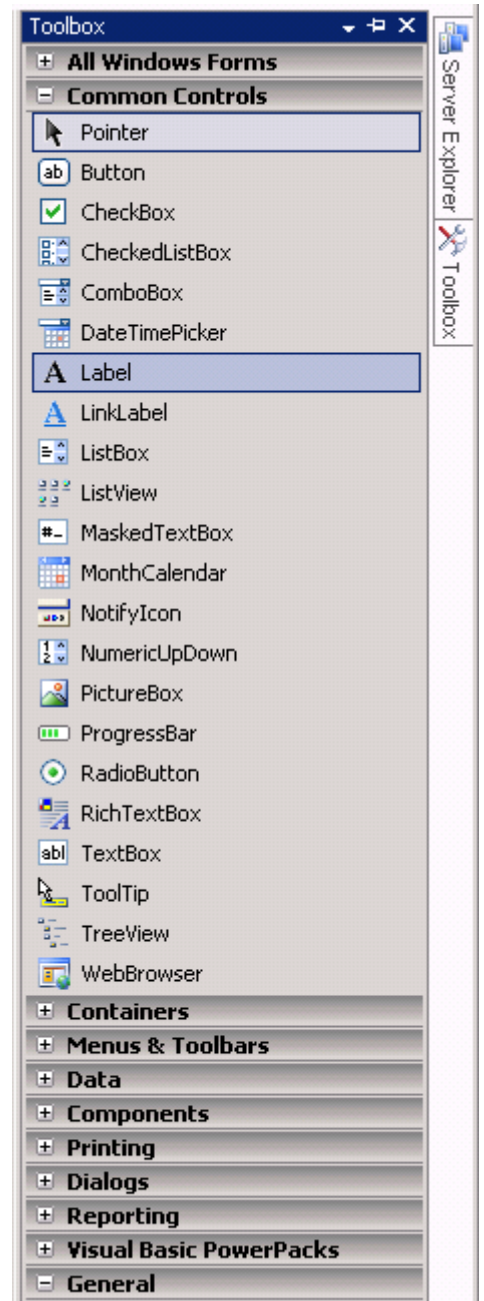 Toolbox
All Windows Forms
Common Controls
Pointer
Button
CheckBox
CheckedListBox
ComboBox
DateTimePicker
Label
LinkLabel
ListBox
ListView
MaskedTextBox
MonthCalendar
NotifyIcon
NumericUpDown
PictureBox
ProgressBar
RadioButton
RichTextBox
TextBox
ToolTip
TreeView
WebBrowser
Containers
Menus & Toolbars
Data
Components
Printing
Dialogs
Reporting
Visual Basic PowerPacks
General
Server Explorer
Toolbox